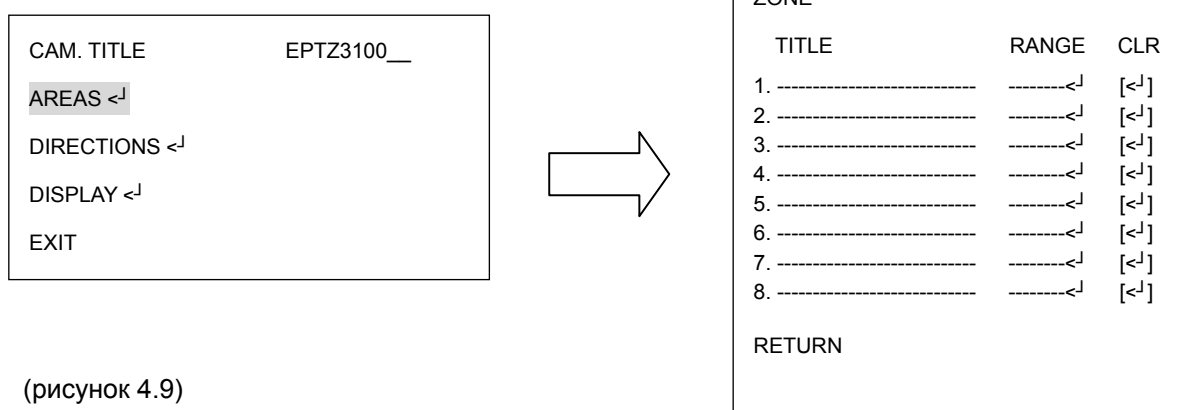 CAM. TITLE EPTZ3100__
AREAS <┘
DIRECTIONS <┘
DISPLAY <┘
EXIT
ZONE
TITLE RANGE CLR
1. --------------------------- --------<┘ [<┘]
2. --------------------------- --------<┘ [<┘]
3. --------------------------- --------<┘ [<┘]
4. --------------------------- --------<┘ [<┘]
5. --------------------------- --------<┘ [<┘]
6. --------------------------- --------<┘ [<┘]
7. --------------------------- --------<┘ [<┘]
8. --------------------------- --------<┘ [<┘]
RETURN
(рисунок 4.9)